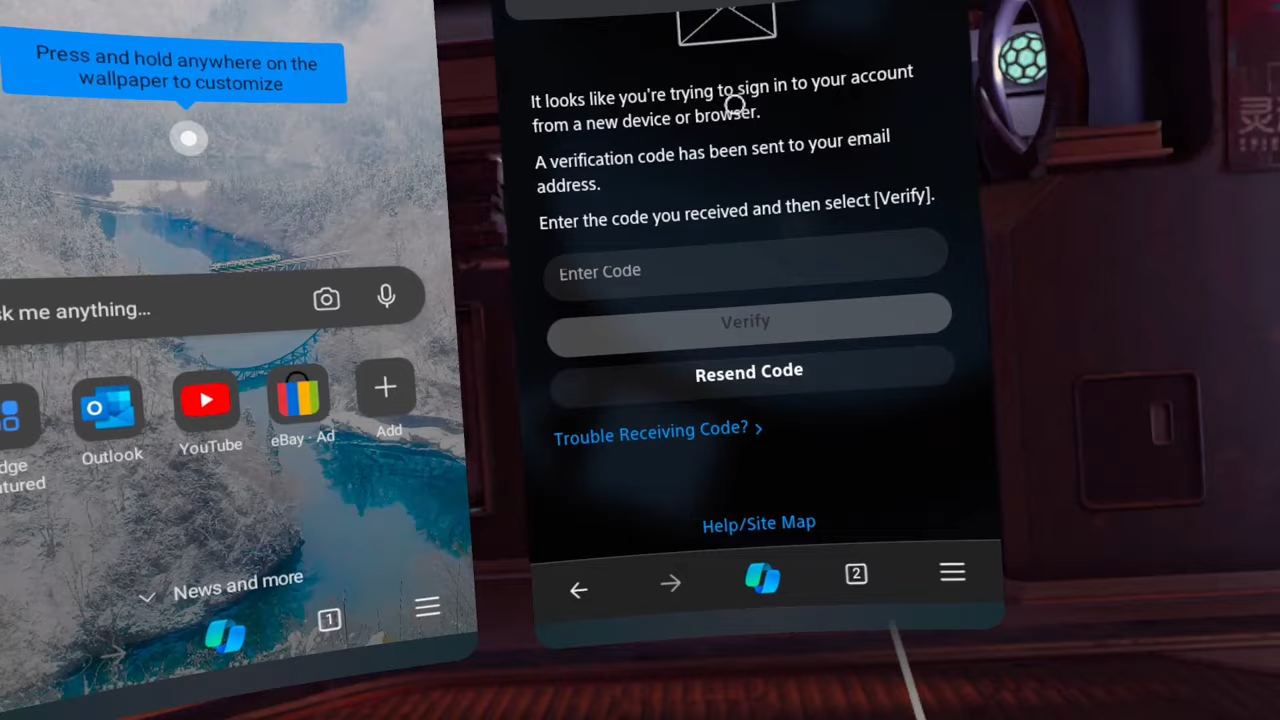 Press and hold anywhere on the
wallpaper to customize
sk me anything...
Outlook
YouTube
eBay · Ad
Add
News and more
1
It looks like you're trying to sign in to your account
from a new device or browser.
A verification code has been sent to your email
address.
Enter the code you received and then select [Verify].
Enter Code
Verify
Resend Code
Trouble Receiving Code? >
Help/Site Map
2
灵